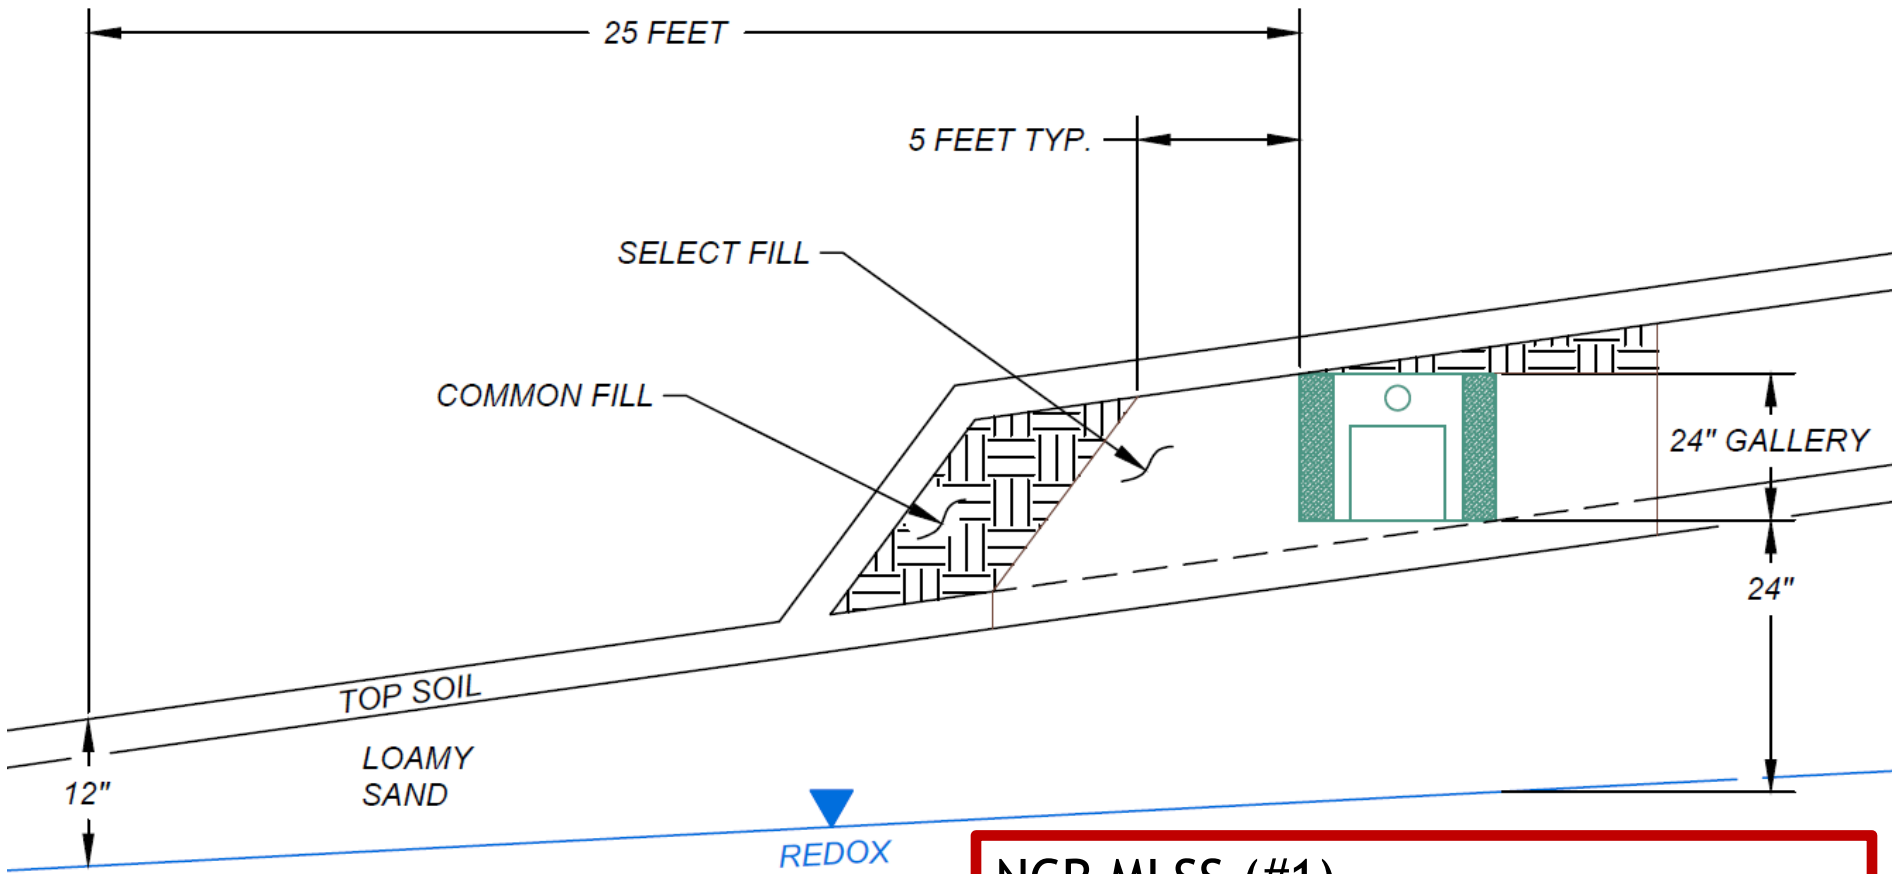 25 FEET
5 FEET TYP.
SELECT FILL
COMMON FILL
24" GALLERY
24"
TOP SOIL
LOAMY
SAND
12"
REDOX